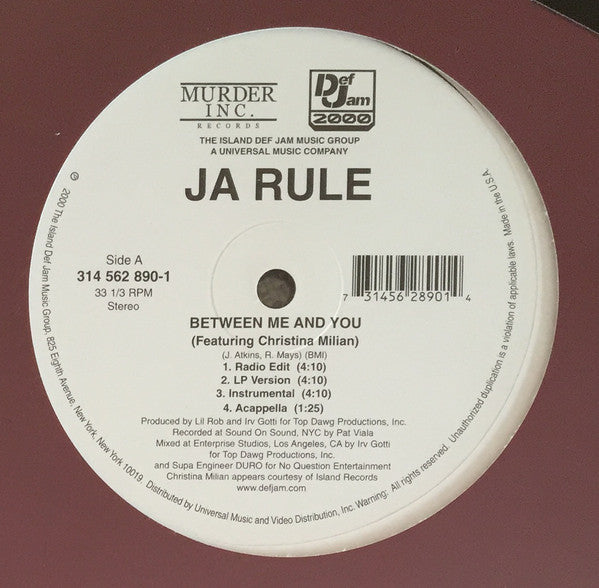 MURDER
INC.
RECORDS
Def
Jam
2000
THE ISLAND DEF JAM MUSIC GROUP
A UNIVERSAL MUSIC COMPANY
JA RULE
Side A
314 562 890-1
33 1/3 RPM
Stereo
7 31456 28901 4
BETWEEN ME AND YOU
(Featuring Christina Milian)
(J. Atkins, R. Mays) (BMI)
1. Radio Edit (4:10)
2. LP Version (4:10)
3. Instrumental (4:10)
4. Acappella (1:25)
Produced by Lil Rob and Irv Gotti for Top Dawg Productions, Inc.
Recorded at Sound On Sound, NYC by Pat Viala
Mixed at Enterprise Studios, Los Angeles, CA by Irv Gotti
for Top Dawg Productions, Inc.
and Supa Engineer DURO for No Question Entertainment
Christina Milian appears courtesy of Island Records
www.defjam.com
℗ 2000 The Island Def Jam Music Group, 825 Eighth Avenue, New York, New York 10019. Distributed by Universal Music and Video Distribution, Inc. Warning: All rights reserved. Unauthorized duplication is a violation of applicable laws. Made in the U.S.A.